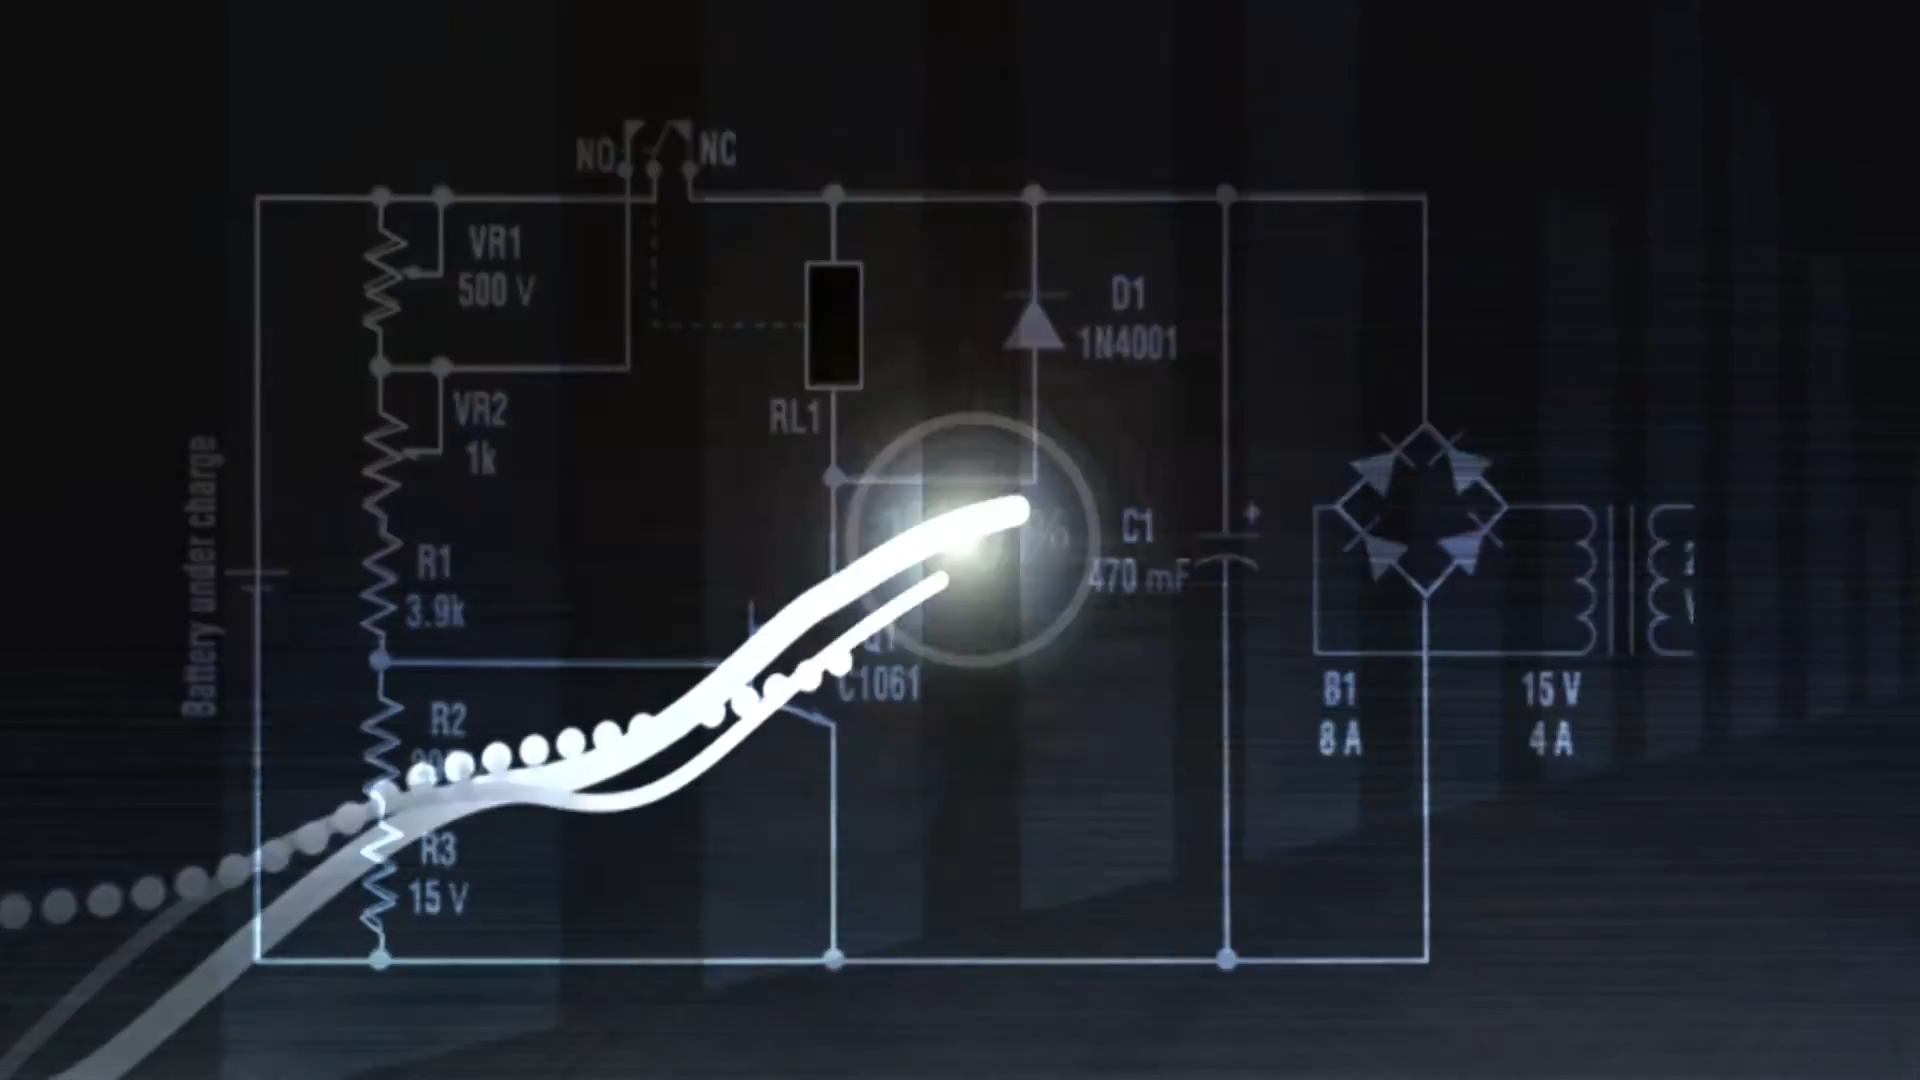 NO
NC
VR1
500 V
D1
1N4001
VR2
1k
RL1
Battery under charge
R1
3.9k
C1
+
470 mF
C1061
R2
B1
8 A
15 V
4 A
R3
15 V